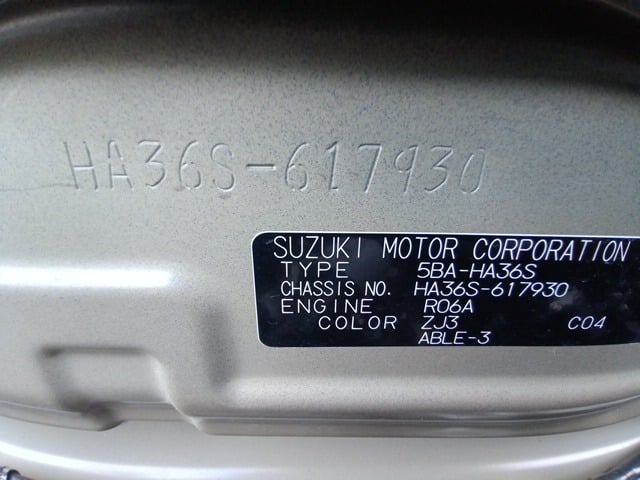 HA36S-617930
SUZUKI MOTOR CORPORATION
TYPE 5BA-HA36S
CHASSIS NO. HA36S-617930
ENGINE R06A
COLOR ZJ3 C04
ABLE-3